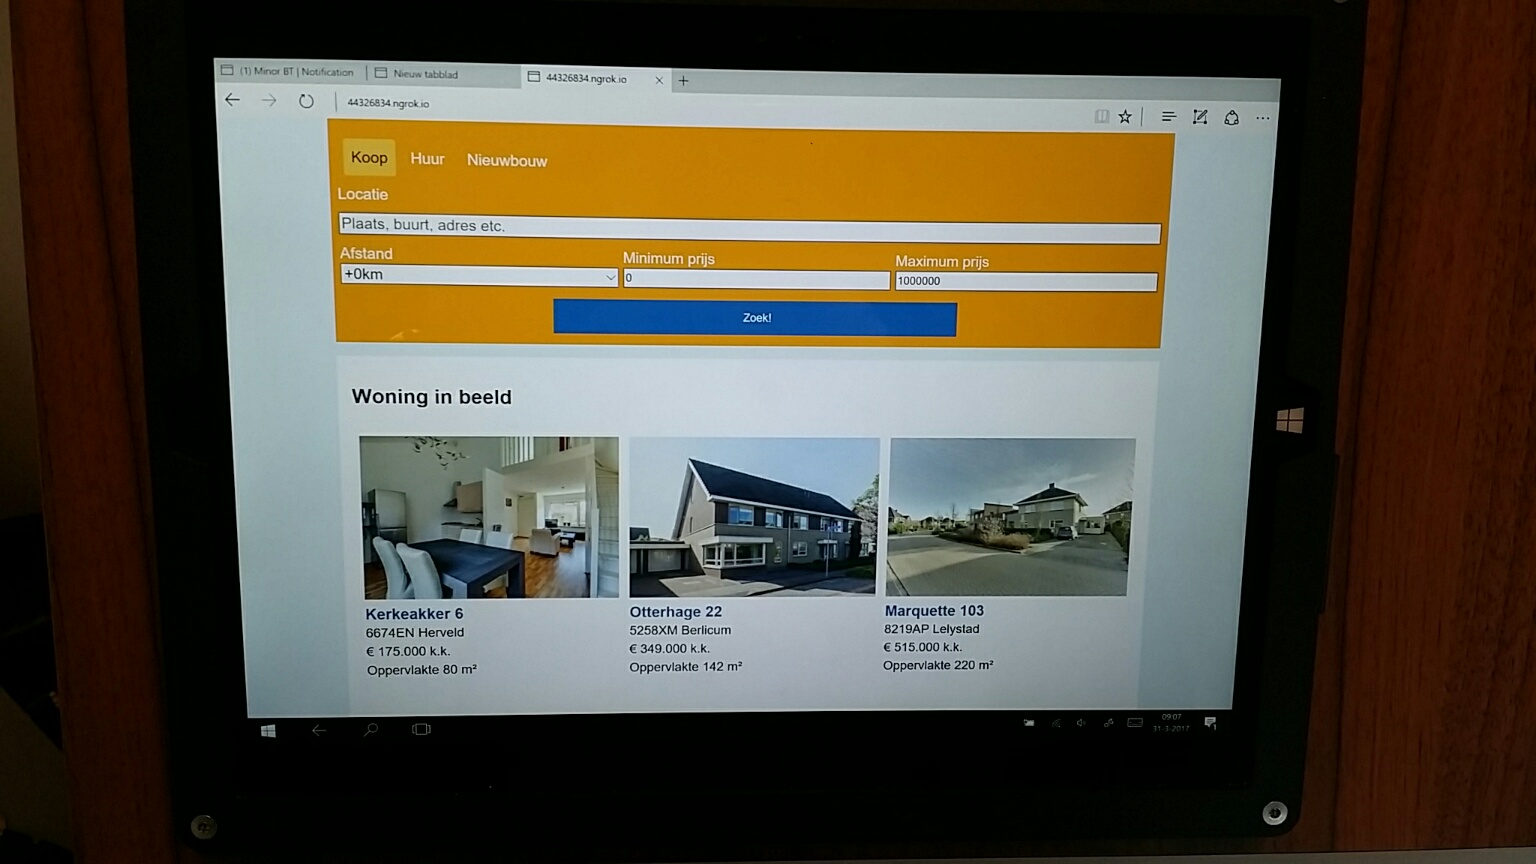 (1) Minor BT | Notification
Nieuw tabblad
44326834.ngrok.io
44326834.ngrok.io
Koop Huur Nieuwbouw
Locatie
Plaats, buurt, adres etc.
Afstand Minimum prijs Maximum prijs
+0km 0 1000000
Zoek!
Woning in beeld
Kerkeakker 6
6674EN Herveld
€ 175.000 k.k.
Oppervlakte 80 m²
Otterhage 22
5258XM Berlicum
€ 349.000 k.k.
Oppervlakte 142 m²
Marquette 103
8219AP Lelystad
€ 515.000 k.k.
Oppervlakte 220 m²
09:07
31-3-2017